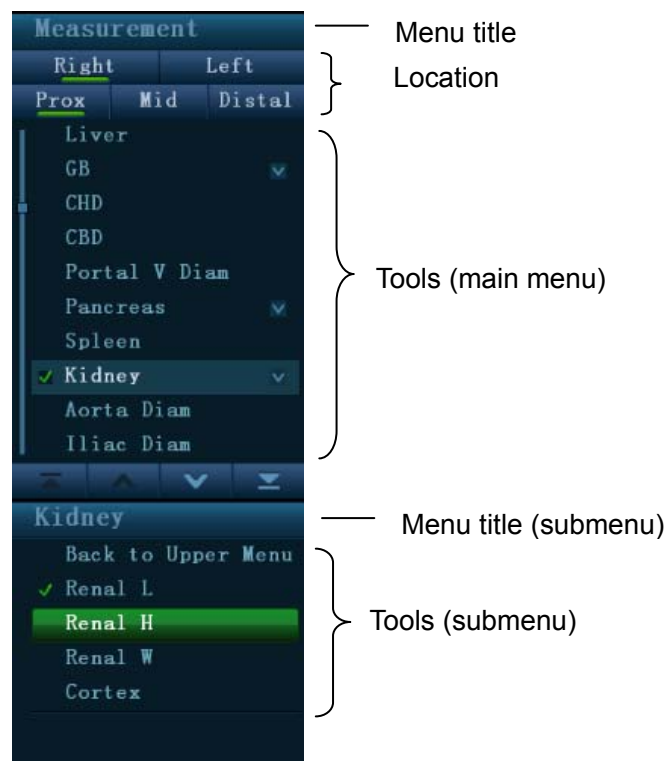 Measurement
Menu title
Right Left
Location
Prox Mid Distal
Liver
GB
CHD
CBD
Portal V Diam
Tools (main menu)
Pancreas
Spleen
Kidney
Aorta Diam
Iliac Diam
Kidney
Menu title (submenu)
Back to Upper Menu
Renal L
Renal H
Tools (submenu)
Renal W
Cortex